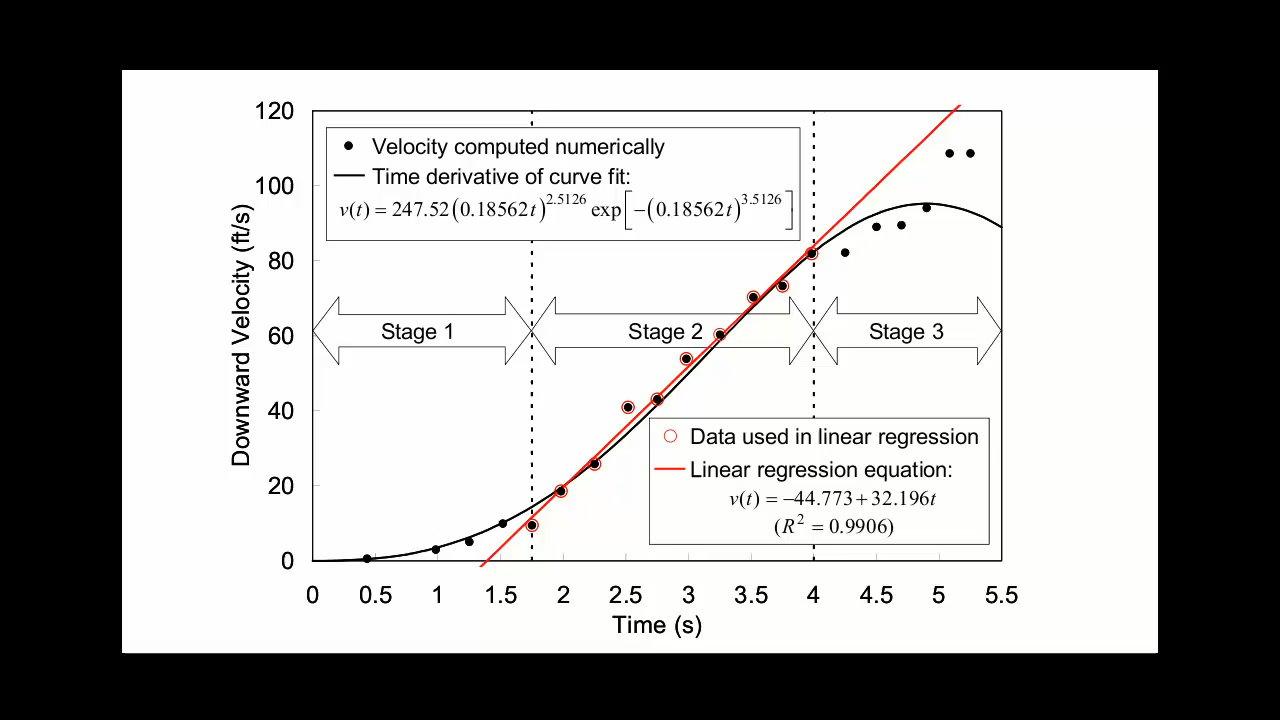 120
100
80
60
40
20
0
Downward Velocity (ft/s)
Velocity computed numerically
Time derivative of curve fit:
v(t) = 247.52(0.18562t)^2.5126 exp[−(0.18562t)^3.5126]
Stage 1
Stage 2
Stage 3
Data used in linear regression
Linear regression equation:
v(t) = −44.773+32.196t
(R² = 0.9906)
0 0.5 1 1.5 2 2.5 3 3.5 4 4.5 5 5.5
Time (s)